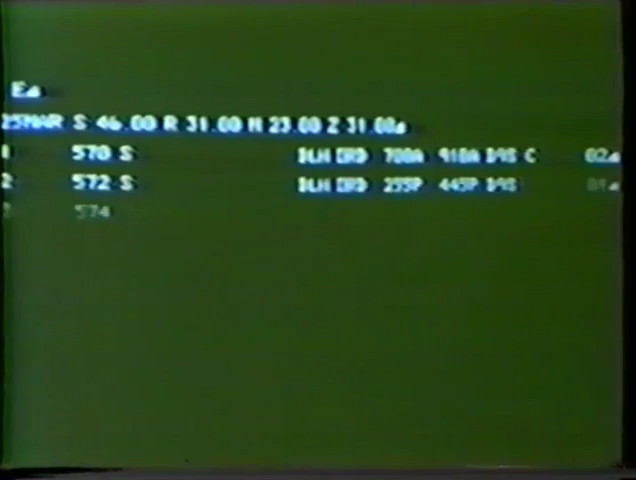 25MAR S 46.00 R 31.00 N 23.00 Z 31.00
1 570 S DLH ORD 700A 910A D9S C 02
2 572 S DLH ORD 255P 445P D9S
574